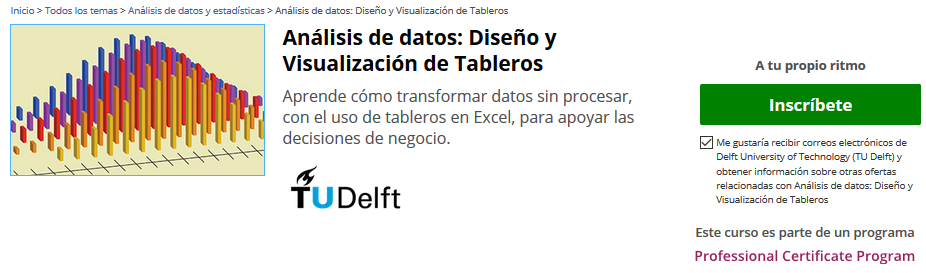 Inicio > Todos los temas > Análisis de datos y estadísticas > Análisis de datos: Diseño y Visualización de Tableros
Análisis de datos: Diseño y
Visualización de Tableros
Aprende cómo transformar datos sin procesar,
con el uso de tableros en Excel, para apoyar las
decisiones de negocio.
TUDelft
A tu propio ritmo
Inscríbete
Me gustaría recibir correos electrónicos de
Delft University of Technology (TU Delft) y
obtener información sobre otras ofertas
relacionadas con Análisis de datos: Diseño y
Visualización de Tableros
Este curso es parte de un programa
Professional Certificate Program